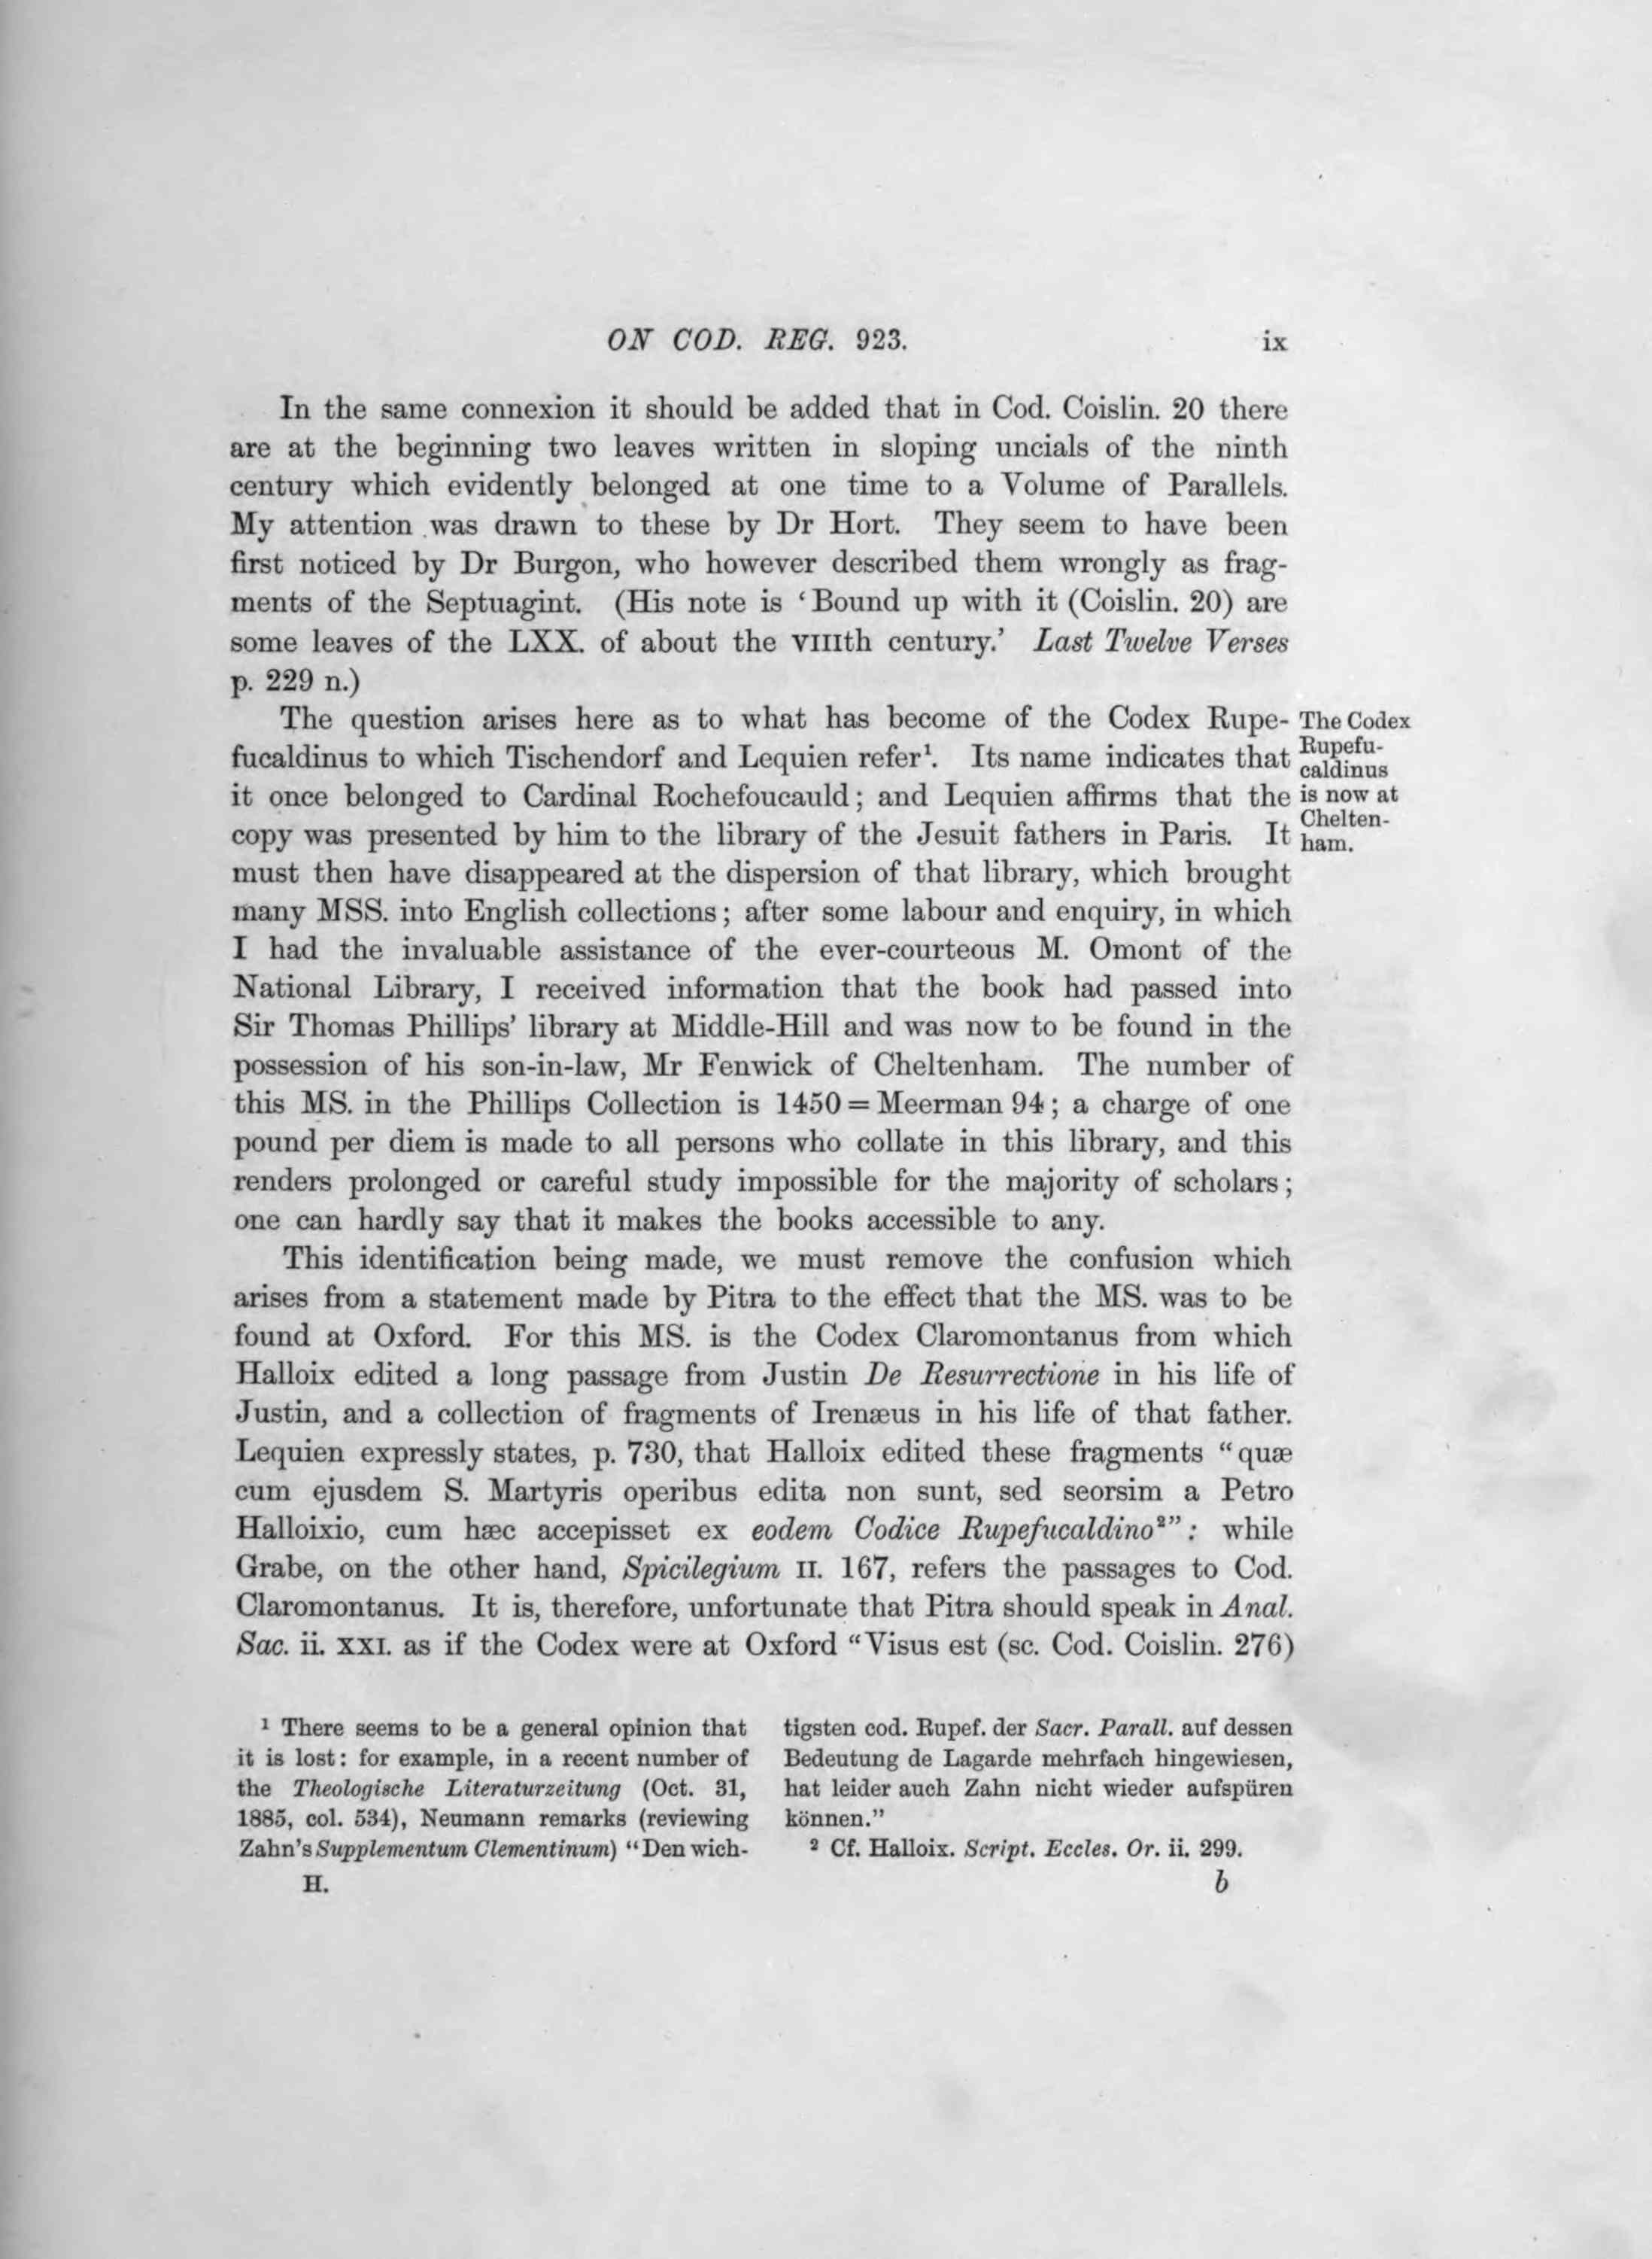 ON COD. REG. 923. ix
In the same connexion it should be added that in Cod. Coislin. 20 there
are at the beginning two leaves written in sloping uncials of the ninth
century which evidently belonged at one time to a Volume of Parallels.
My attention was drawn to these by Dr Hort. They seem to have been
first noticed by Dr Burgon, who however described them wrongly as frag-
ments of the Septuagint. (His note is ‘Bound up with it (Coislin. 20) are
some leaves of the LXX. of about the VIIIth century.’ Last Twelve Verses
p. 229 n.)
The question arises here as to what has become of the Codex Rupe-
fucaldinus to which Tischendorf and Lequien refer¹. Its name indicates that
it once belonged to Cardinal Rochefoucauld; and Lequien affirms that the
copy was presented by him to the library of the Jesuit fathers in Paris. It
must then have disappeared at the dispersion of that library, which brought
many MSS. into English collections; after some labour and enquiry, in which
I had the invaluable assistance of the ever-courteous M. Omont of the
National Library, I received information that the book had passed into
Sir Thomas Phillips’ library at Middle-Hill and was now to be found in the
possession of his son-in-law, Mr Fenwick of Cheltenham. The number of
this MS. in the Phillips Collection is 1450 = Meerman 94; a charge of one
pound per diem is made to all persons who collate in this library, and this
renders prolonged or careful study impossible for the majority of scholars;
one can hardly say that it makes the books accessible to any.
The Codex
Rupefu-
caldinus
is now at
Chelten-
ham.
This identification being made, we must remove the confusion which
arises from a statement made by Pitra to the effect that the MS. was to be
found at Oxford. For this MS. is the Codex Claromontanus from which
Halloix edited a long passage from Justin De Resurrectione in his life of
Justin, and a collection of fragments of Irenæus in his life of that father.
Lequien expressly states, p. 730, that Halloix edited these fragments “quæ
cum ejusdem S. Martyris operibus edita non sunt, sed seorsim a Petro
Halloixio, cum hæc accepisset ex eodem Codice Rupefucaldino²”: while
Grabe, on the other hand, Spicilegium II. 167, refers the passages to Cod.
Claromontanus. It is, therefore, unfortunate that Pitra should speak in Anal.
Sac. ii. XXI. as if the Codex were at Oxford “Visus est (sc. Cod. Coislin. 276)
¹ There seems to be a general opinion that
it is lost: for example, in a recent number of
the Theologische Literaturzeitung (Oct. 31,
1885, col. 534), Neumann remarks (reviewing
Zahn’s Supplementum Clementinum) “Den wich-
tigsten cod. Rupef. der Sacr. Parall. auf dessen
Bedeutung de Lagarde mehrfach hingewiesen,
hat leider auch Zahn nicht wieder aufspüren
können.”
² Cf. Halloix. Script. Eccles. Or. ii. 299.
H. b